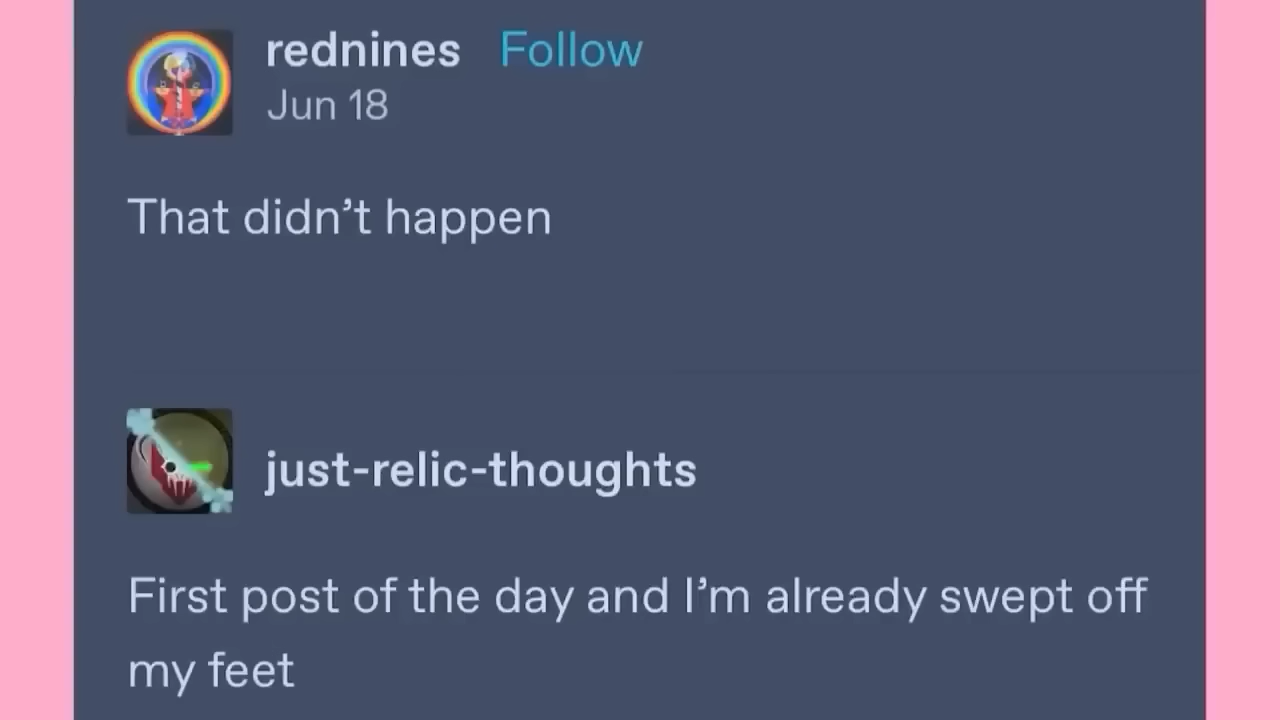 rednines Follow
Jun 18
That didn’t happen
just-relic-thoughts
First post of the day and I’m already swept off
my feet